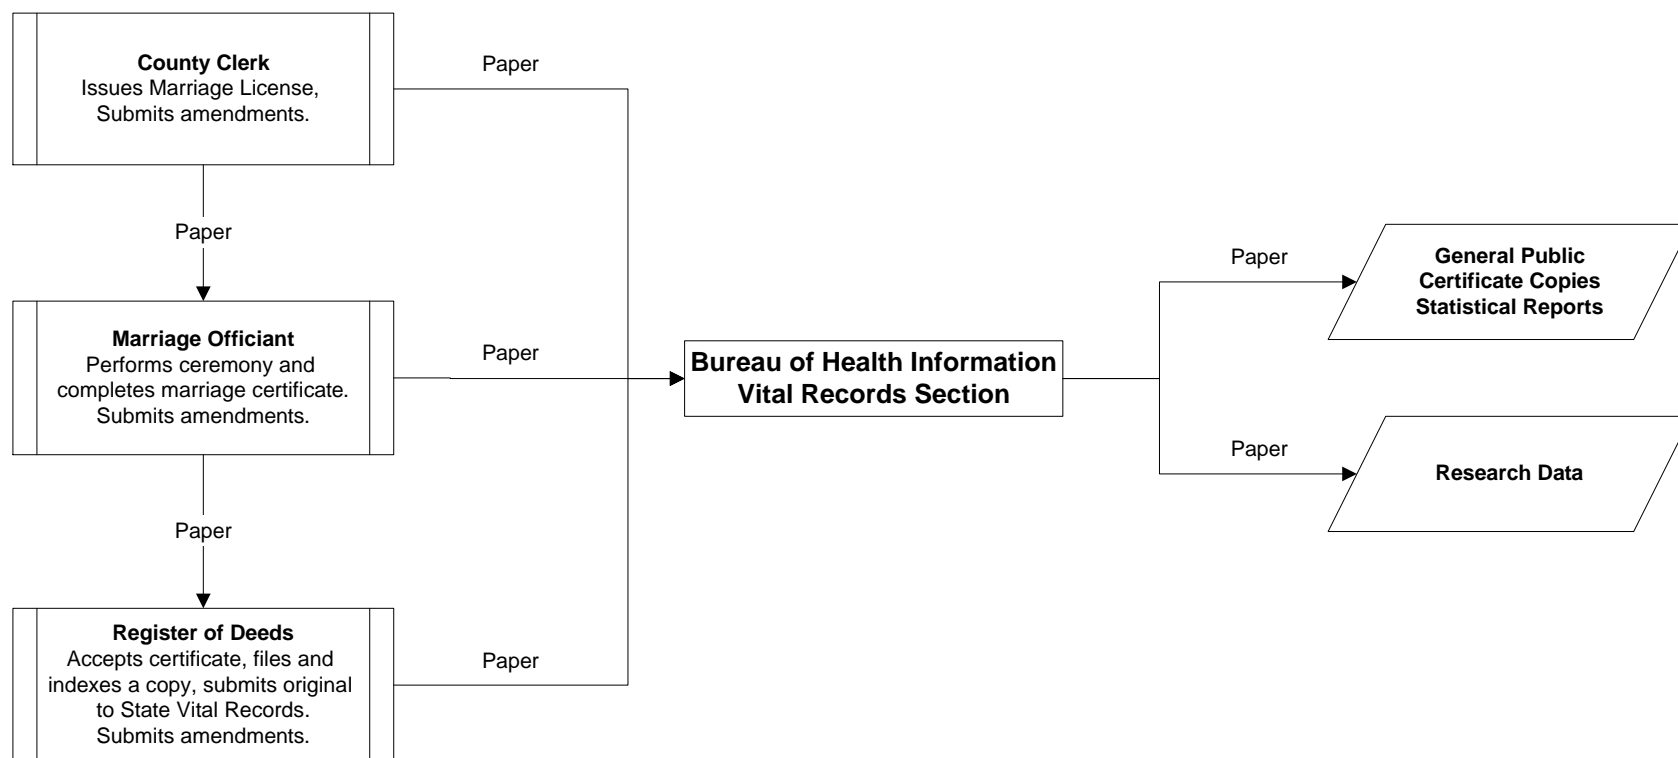 County Clerk
Issues Marriage License,
Submits amendments.
Paper
Paper
Marriage Officiant
Performs ceremony and
completes marriage certificate.
Submits amendments.
Paper
Paper
Register of Deeds
Accepts certificate, files and
indexes a copy, submits original
to State Vital Records.
Submits amendments.
Paper
Bureau of Health Information
Vital Records Section
Paper
General Public
Certificate Copies
Statistical Reports
Paper
Research Data